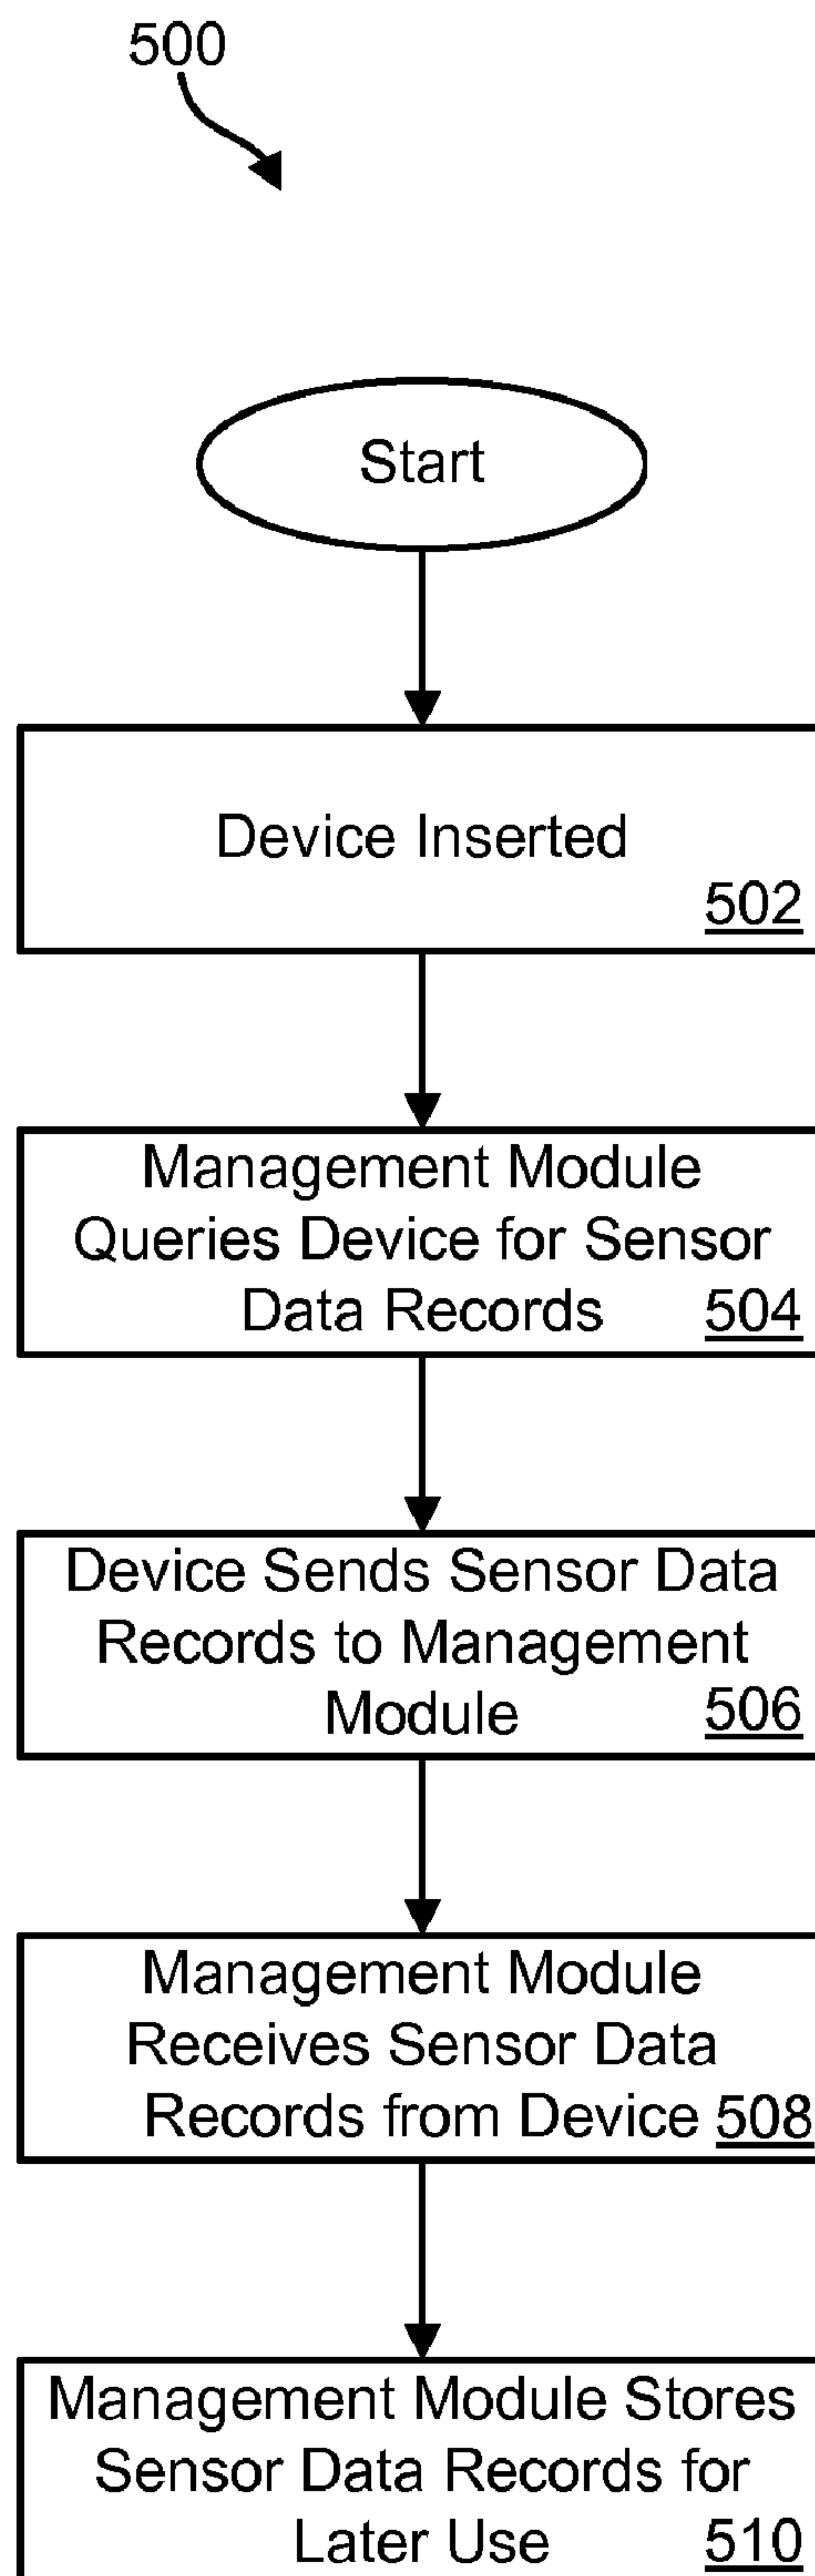 500
Start
Device Inserted
502
Management Module
Queries Device for Sensor
Data Records 504
Device Sends Sensor Data
Records to Management
Module 506
Management Module
Receives Sensor Data
Records from Device 508
Management Module Stores
Sensor Data Records for
Later Use 510